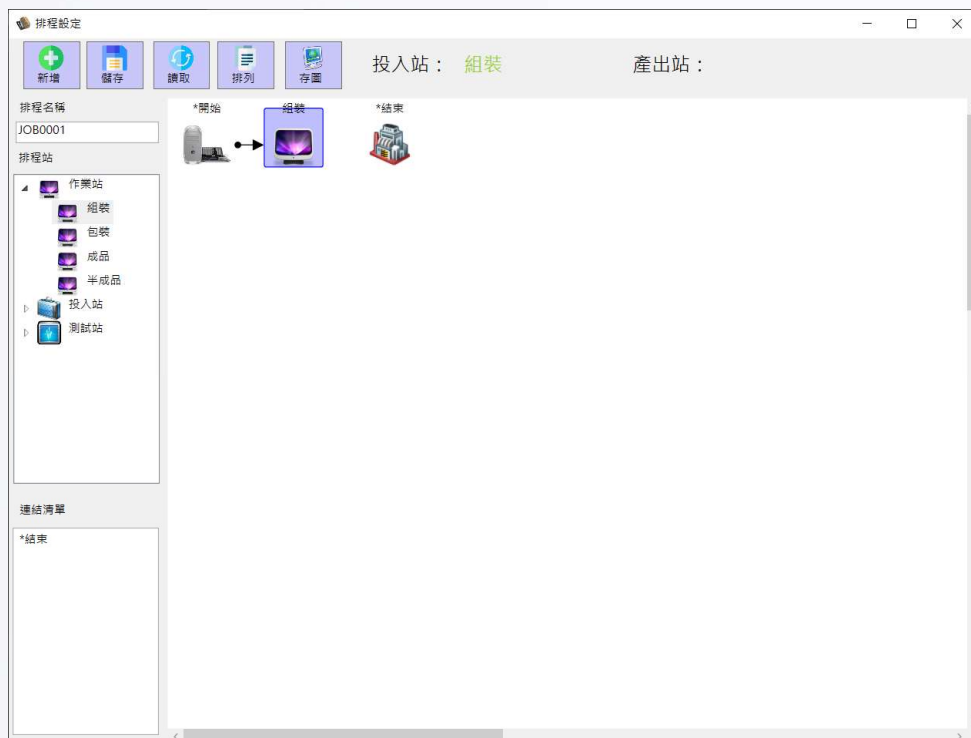 排程設定
新增 儲存 讀取 排列 存圖
投入站： 組裝 產出站：
排程名稱
JOB0001
排程站
作業站
組裝
包裝
成品
半成品
投入站
測試站
*開始 組裝 *結束
連結清單
*結束